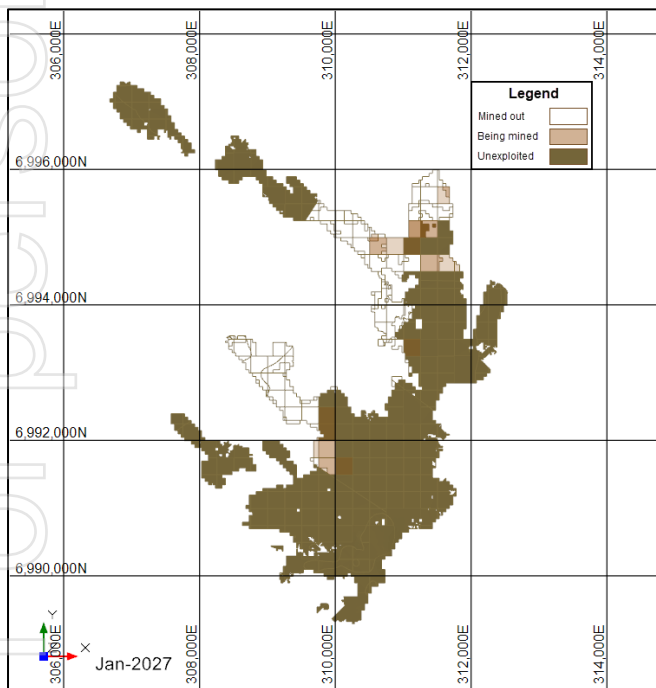 306,000E
308,000E
310,000E
312,000E
314,000E
Legend
Mined out
Being mined
Unexploited
6,996,000N
6,994,000N
6,992,000N
6,990,000N
Y
X
Jan-2027
306,000E
308,000E
310,000E
312,000E
314,000E
or personal